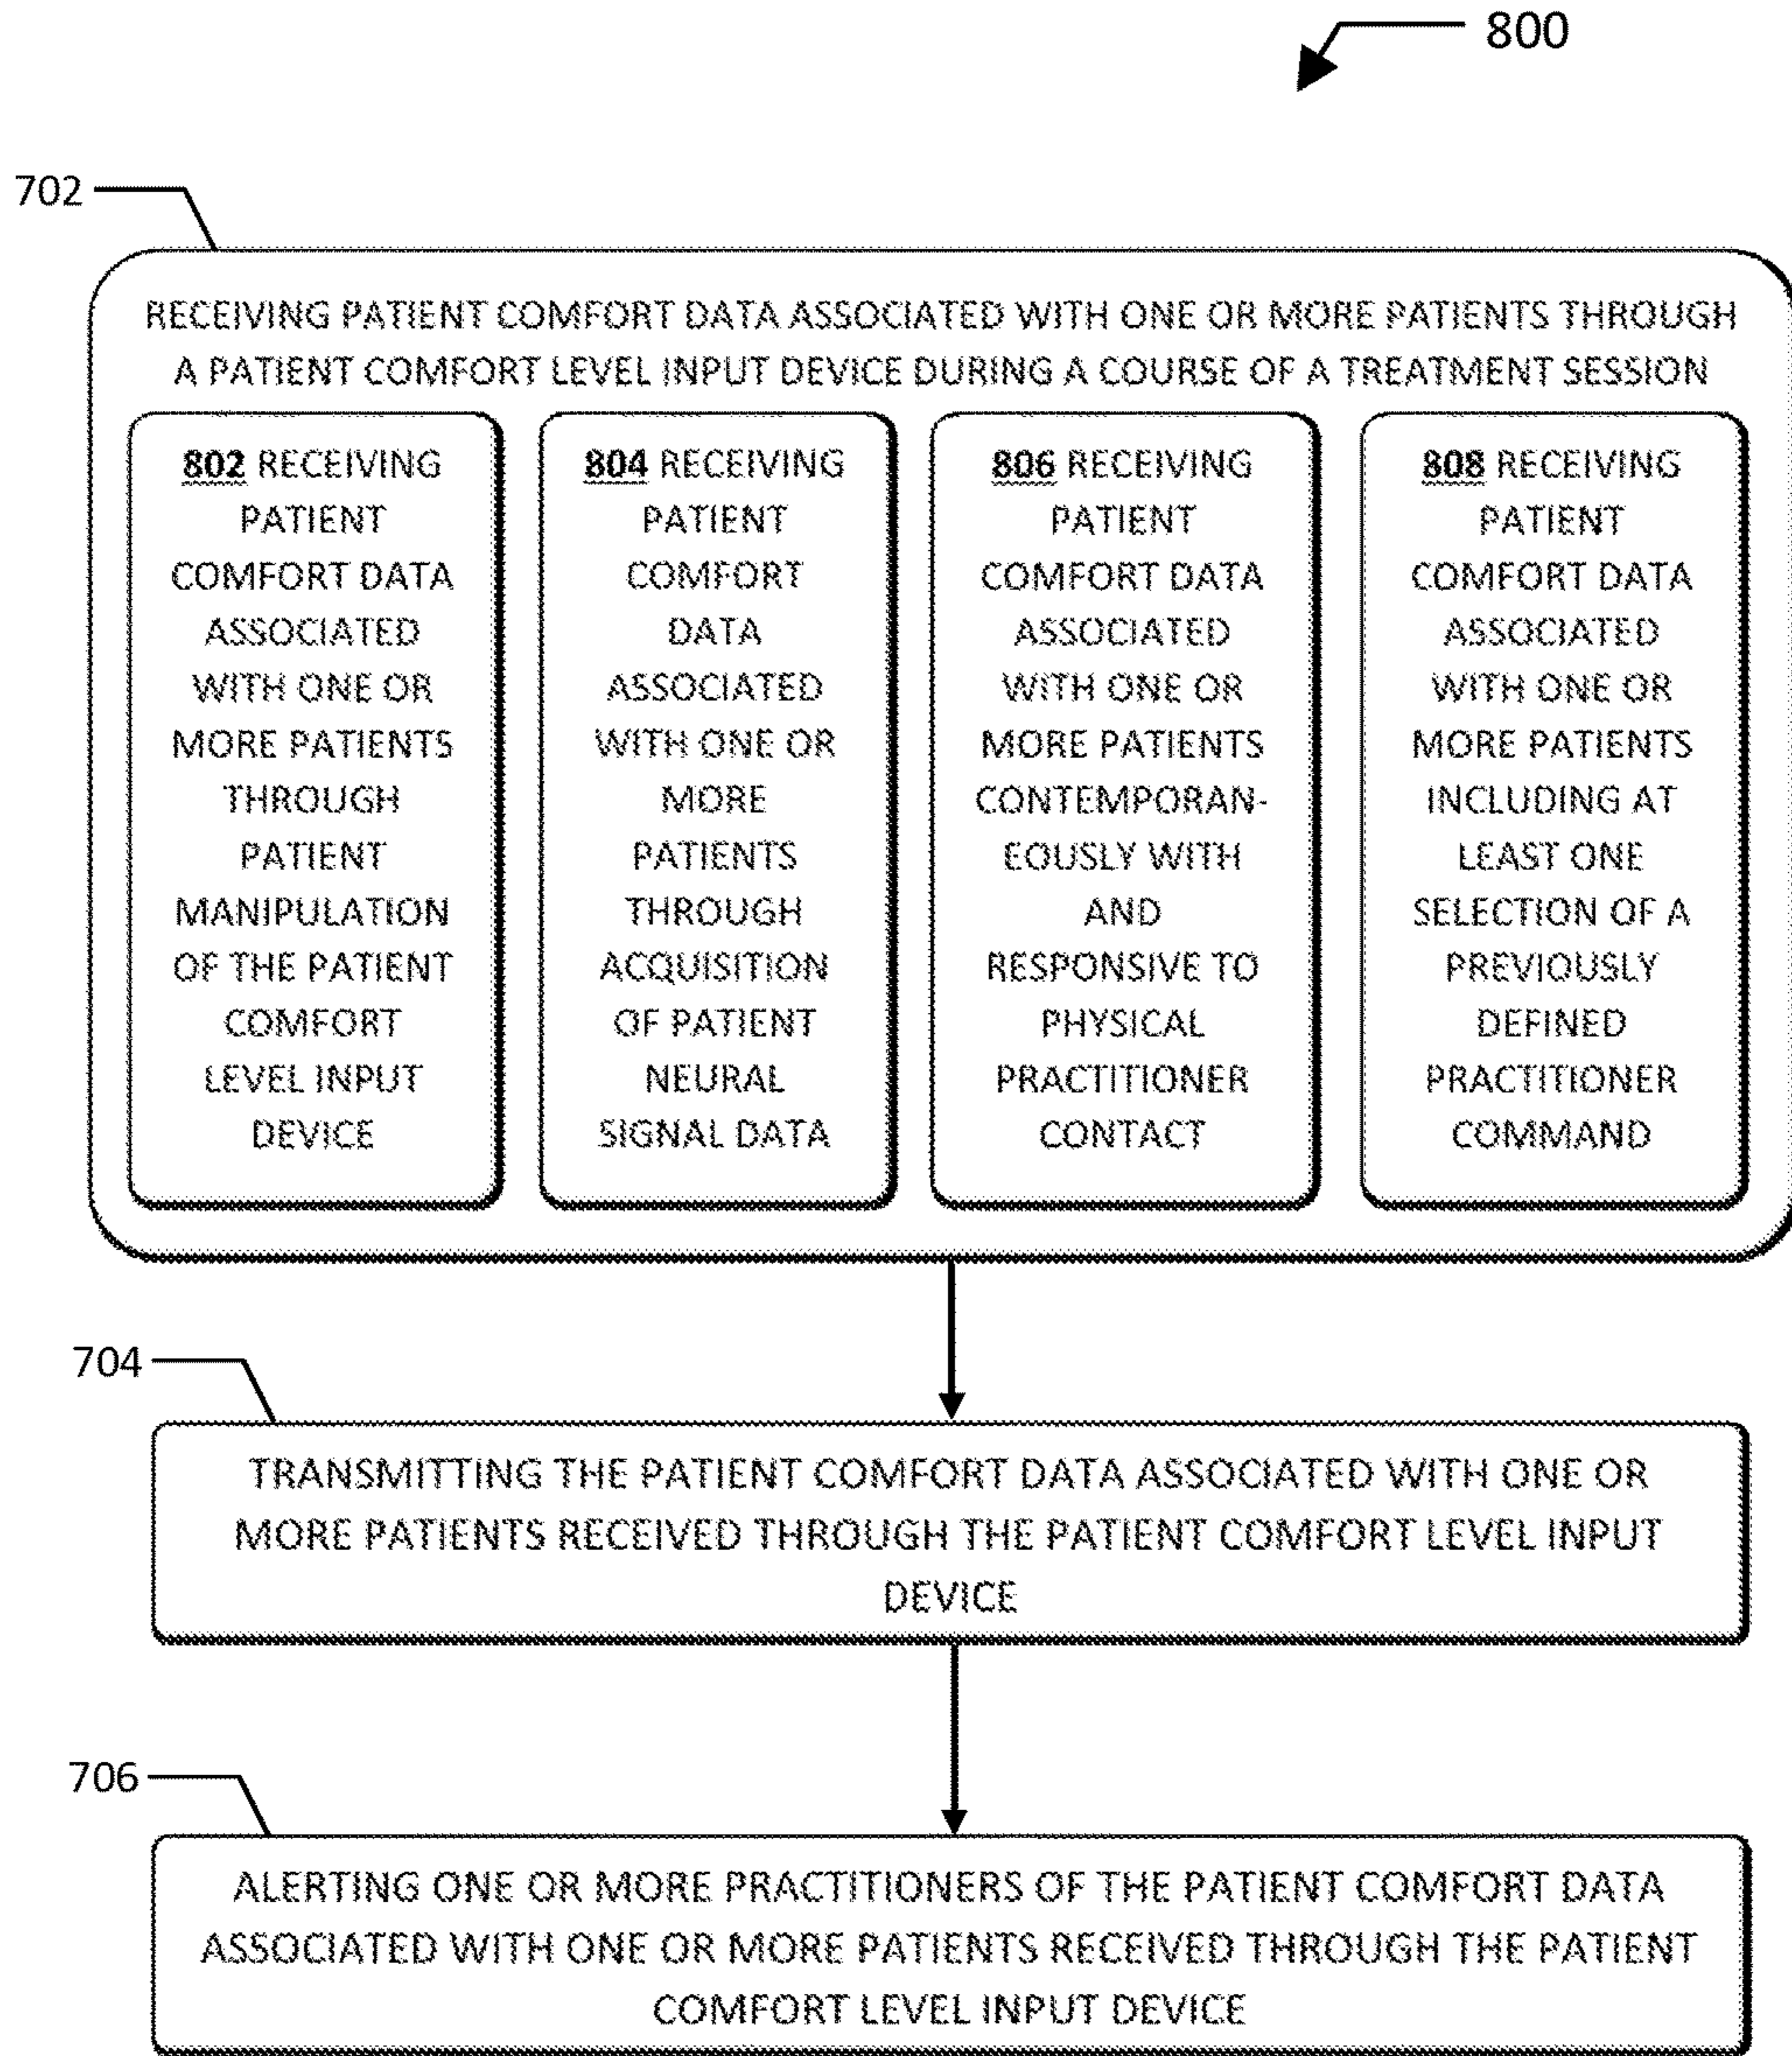 800
702
RECEIVING PATIENT COMFORT DATA ASSOCIATED WITH ONE OR MORE PATIENTS THROUGH
A PATIENT COMFORT LEVEL INPUT DEVICE DURING A COURSE OF A TREATMENT SESSION
802 RECEIVING
PATIENT
COMFORT DATA
ASSOCIATED
WITH ONE OR
MORE PATIENTS
THROUGH
PATIENT
MANIPULATION
OF THE PATIENT
COMFORT
LEVEL INPUT
DEVICE
804 RECEIVING
PATIENT
COMFORT
DATA
ASSOCIATED
WITH ONE OR
MORE
PATIENTS
THROUGH
ACQUISITION
OF PATIENT
NEURAL
SIGNAL DATA
806 RECEIVING
PATIENT
COMFORT DATA
ASSOCIATED
WITH ONE OR
MORE PATIENTS
CONTEMPORAN-
EOUSLY WITH
AND
RESPONSIVE TO
PHYSICAL
PRACTITIONER
CONTACT
808 RECEIVING
PATIENT
COMFORT DATA
ASSOCIATED
WITH ONE OR
MORE PATIENTS
INCLUDING AT
LEAST ONE
SELECTION OF A
PREVIOUSLY
DEFINED
PRACTITIONER
COMMAND
704
TRANSMITTING THE PATIENT COMFORT DATA ASSOCIATED WITH ONE OR
MORE PATIENTS RECEIVED THROUGH THE PATIENT COMFORT LEVEL INPUT
DEVICE
706
ALERTING ONE OR MORE PRACTITIONERS OF THE PATIENT COMFORT DATA
ASSOCIATED WITH ONE OR MORE PATIENTS RECEIVED THROUGH THE PATIENT
COMFORT LEVEL INPUT DEVICE